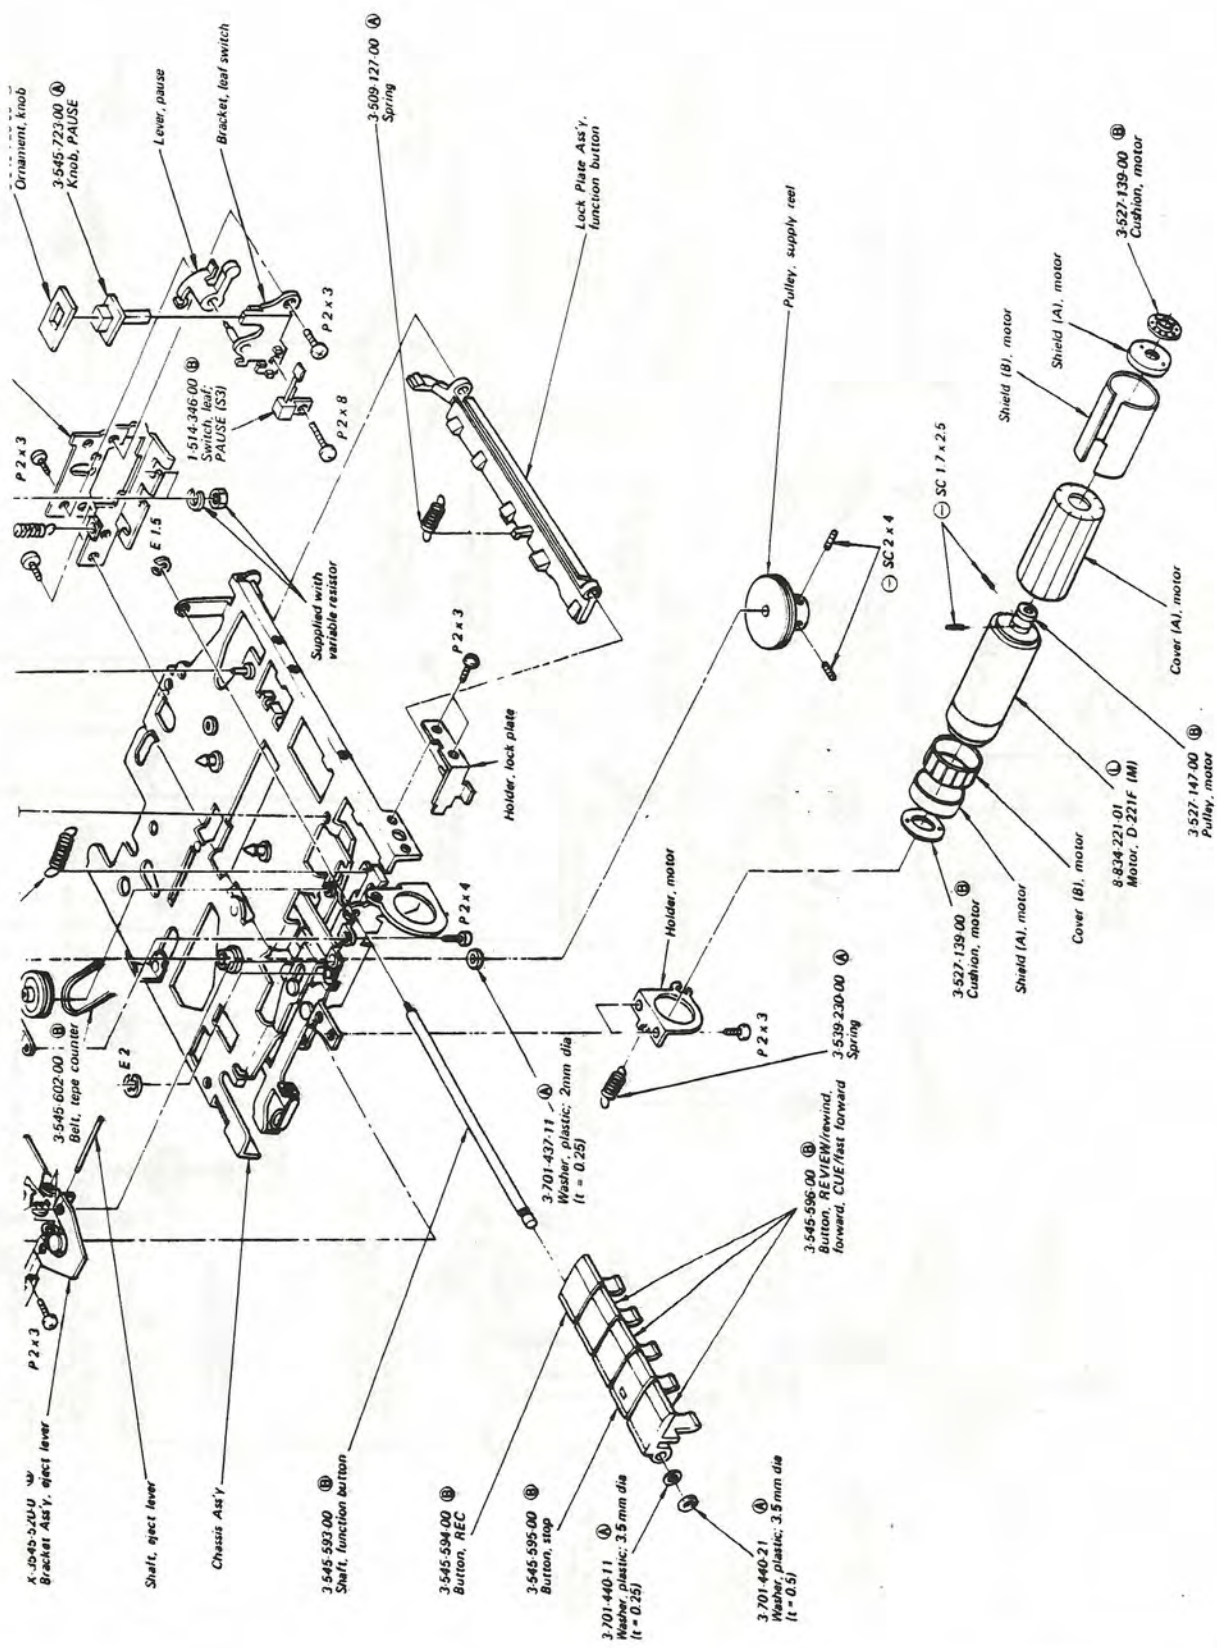 Ornament, knob
3-545-723-00 Ⓐ
Knob, PAUSE
Lever, pause
Bracket, leaf switch
3-509-127-00 Ⓐ
Spring
P 2 x 3
1-514-346-00 Ⓑ
Switch, leaf;
PAUSE (S3)
P 2 x 3
P 2 x 8
Lock Plate Ass'y,
function button
E 1.5
Supplied with
variable resistor
Pulley, supply reel
⊖ SC 2 x 4
P 2 x 3
Holder, lock plate
3-527-139-00 Ⓑ
Cushion, motor
Shield (A), motor
Shield (B), motor
⊖ SC 1.7 x 2.5
Cover (A), motor
3-527-147-00 Ⓑ
Pulley, motor
8-834-221-01 Ⓛ
Motor, D-221F (M)
Cover (B), motor
Shield (A), motor
3-527-139-00 Ⓑ
Cushion, motor
Holder, motor
P 2 x 4
P 2 x 3
3-539-230-00 Ⓐ
Spring
3-545-602-00 Ⓑ
Belt, tepe counter
E 2
3-701-437-11 Ⓐ
Washer, plastic; 2mm dia
(t = 0.25)
3-545-596-00 Ⓑ
Button, REVIEW/rewind,
forward, CUE/fast forward
P 2 x 3
X-3545-520-0
Bracket Ass'y, eject lever
Shaft, eject lever
Chassis Ass'y
3-545-593-00 Ⓑ
Shaft, function button
3-545-594-00 Ⓑ
Button, REC
3-545-595-00 Ⓑ
Button, stop
3-701-440-11 Ⓐ
Washer, plastic; 3.5 mm dia
(t = 0.25)
3-701-440-21 Ⓐ
Washer, plastic; 3.5 mm dia
(t = 0.5)